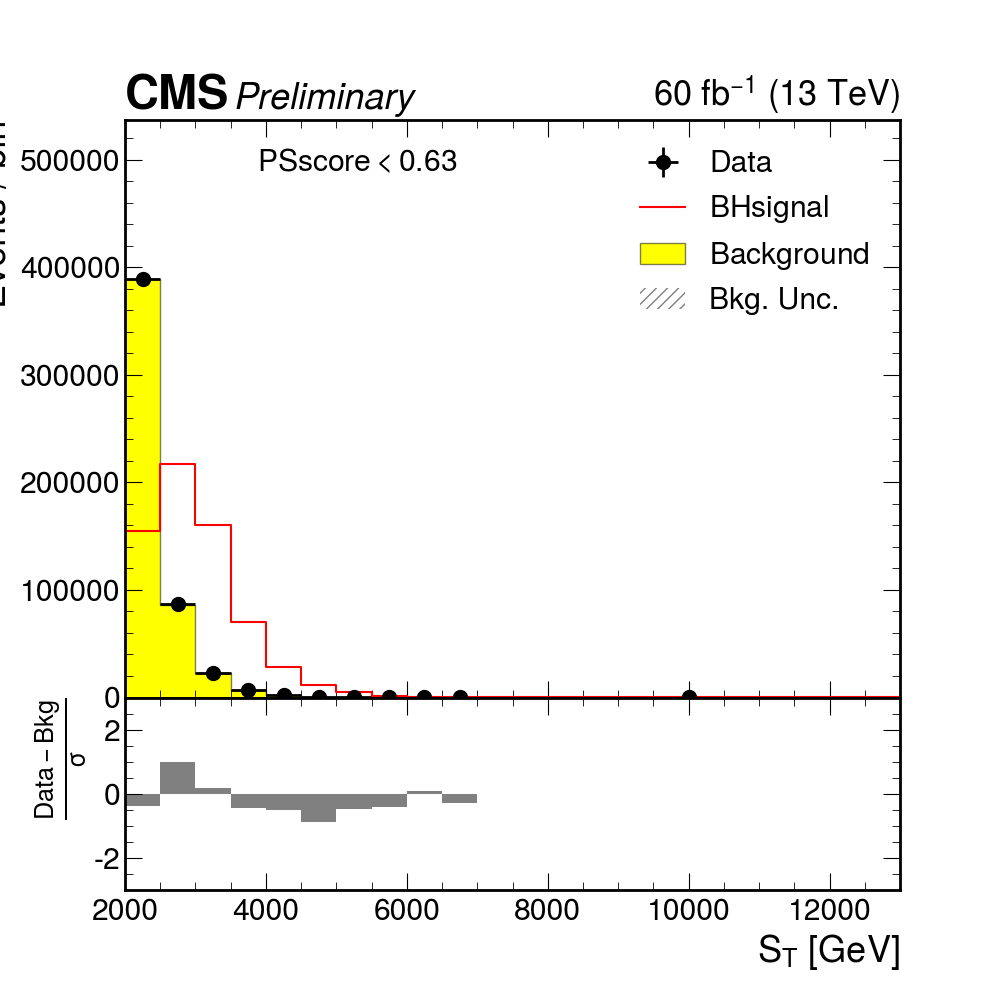 CMS Preliminary
60 fb⁻¹ (13 TeV)
PSscore < 0.63
Data
BHsignal
Background
Bkg. Unc.
500000
400000
300000
200000
100000
0
Data − Bkg
σ
2
0
-2
2000 4000 6000 8000 10000 12000
S_T [GeV]